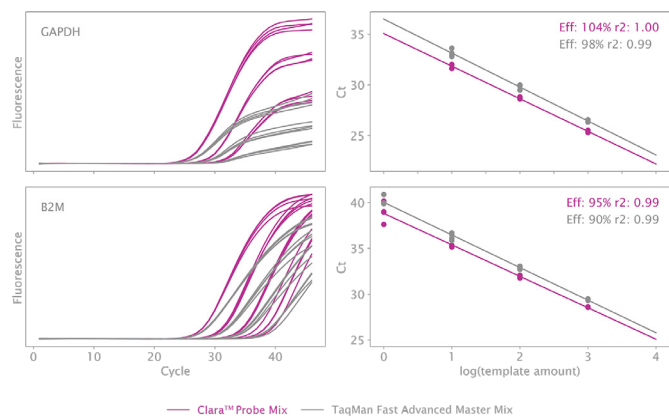 GAPDH
Fluorescence
Eff: 104% r2: 1.00
Eff: 98% r2: 0.99
Ct
35
30
25
B2M
Fluorescence
0
10
20
30
40
Cycle
Eff: 95% r2: 0.99
Eff: 90% r2: 0.99
Ct
40
35
30
25
0
1
2
3
4
log(template amount)
Clara™ Probe Mix
TaqMan Fast Advanced Master Mix